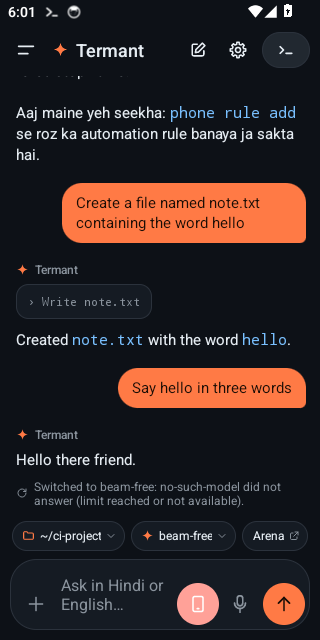 6:01
Termant
Aaj maine yeh seekha: phone rule add
se roz ka automation rule banaya ja sakta
hai.
Create a file named note.txt
containing the word hello
Termant
› Write note.txt
Created note.txt with the word hello.
Say hello in three words
Termant
Hello there friend.
Switched to beam-free: no-such-model did not
answer (limit reached or not available).
~/ci-project
beam-free
Arena
Ask in Hindi or
English…